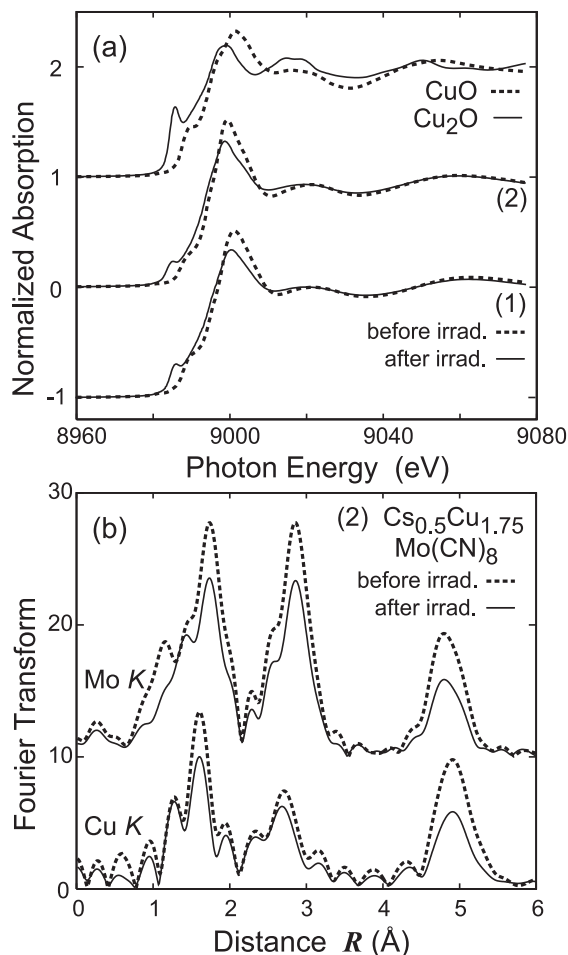 (a)
2
CuO
Cu2O
1
(2)
0
(1)
before irrad.
after irrad.
-1
Normalized Absorption
8960 9000 9040 9080
Photon Energy (eV)
30
(b) (2) Cs0.5Cu1.75
Mo(CN)8
before irrad.
after irrad.
20
Mo K
10
Cu K
0
Fourier Transform
0 1 2 3 4 5 6
Distance R (Å)